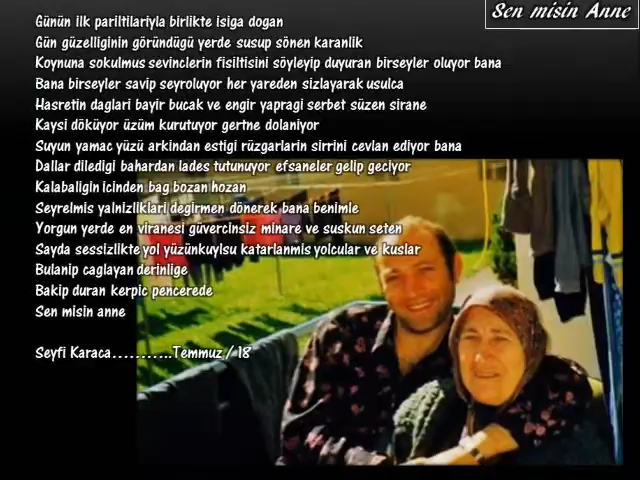 Sen misin Anne
Günün ilk pariltilariyla birlikte isiga dogan
Gün güzelliginin göründügü yerde susup sönen karanlik
Koynuna sokulmus sevinclerin fisiltisini söyleyip duyuran birseyler oluyor bana
Bana birseyler savip seyroluyor her yareden sizlayarak usulca
Hasretin daglari bayir bucak ve engir yapragi serbet süzen sirane
Kaysi döküyor üzüm kurutuyor gertne dolaniyor
Suyun yamac yüzü arkindan estigi rüzgarlarin sirrini cevlan ediyor bana
Dallar diledigi bahardan lades tutunuyor efsaneler gelip geciyor
Kalabaligin icinden bag bozan hozan
Seyrelmis yalnizliklari degirmen dönerek bana benimle
Yorgun yerde en viranesi güvercinsiz minare ve suskun seten
Sayda sessizlikte yol yüzünkuylsu katarlanmis yolcular ve kuslar
Bulanip caglayan derinlige
Bakip duran kerpic pencerede
Sen misin anne
Seyfi Karaca...........Temmuz / 18